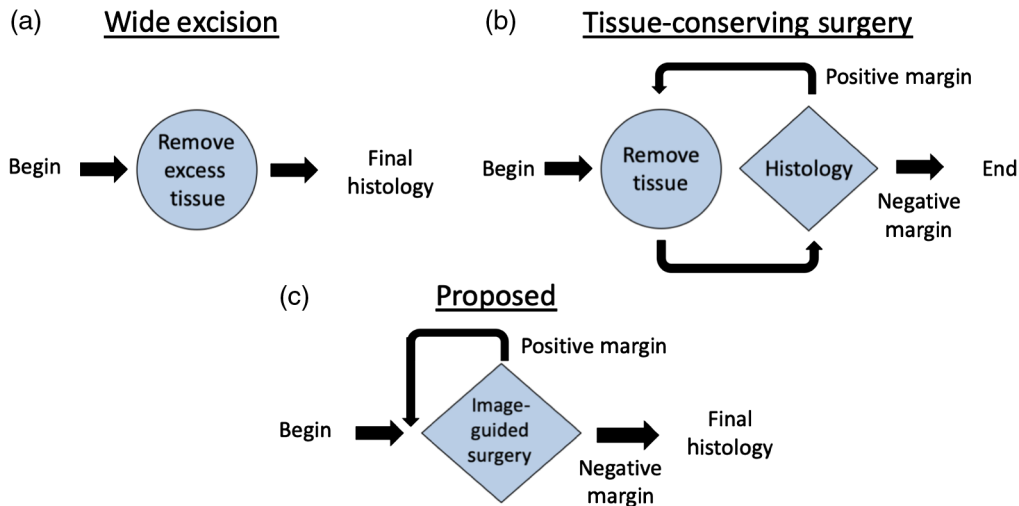 (a)
Wide excision
Begin
Remove
excess
tissue
Final
histology
(b)
Tissue-conserving surgery
Positive margin
Begin
Remove
tissue
Histology
End
Negative
margin
(c)
Proposed
Positive margin
Begin
Image-
guided
surgery
Final
histology
Negative
margin